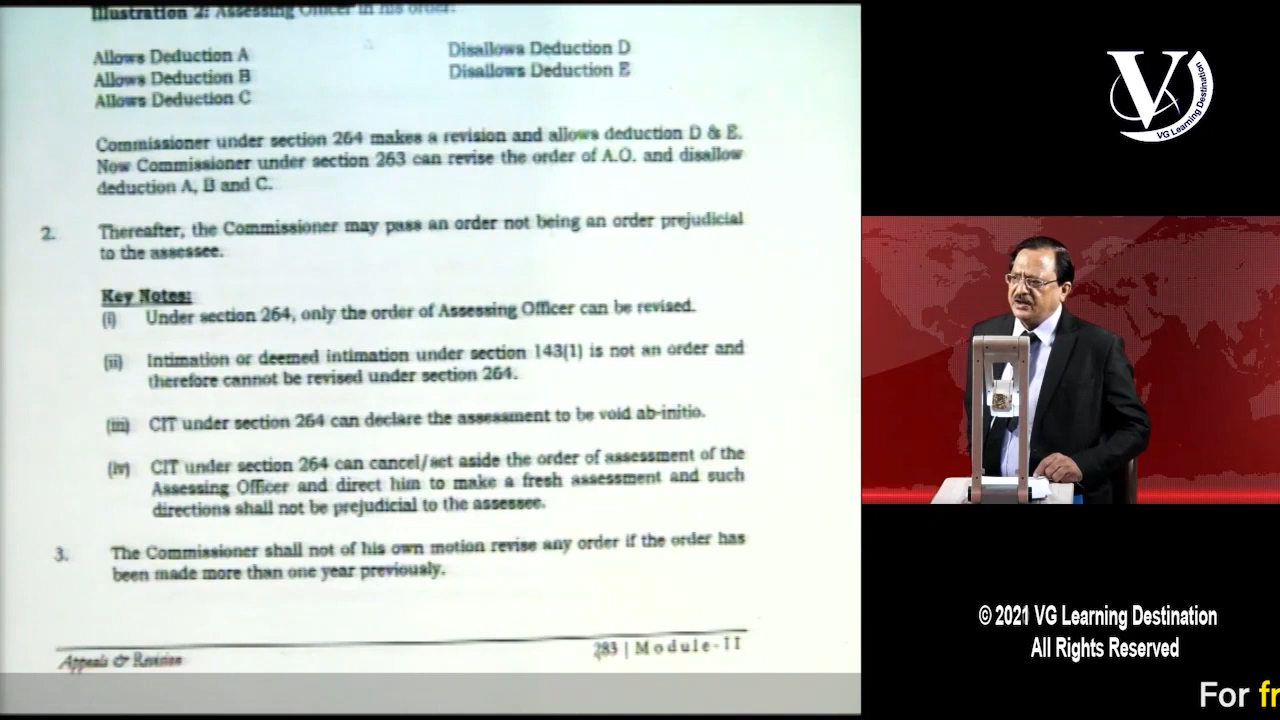 Illustration 2: Assessing Officer in his order:
Allows Deduction A
Disallows Deduction D
Allows Deduction B
Disallows Deduction E
Allows Deduction C
Commissioner under section 264 makes a revision and allows deduction D & E.
Now Commissioner under section 263 can revise the order of A.O. and disallow
deduction A, B and C.
2. Thereafter, the Commissioner may pass an order not being an order prejudicial
to the assessee.
Key Notes:
(i) Under section 264, only the order of Assessing Officer can be revised.
(ii) Intimation or deemed intimation under section 143(1) is not an order and
therefore cannot be revised under section 264.
(iii) CIT under section 264 can declare the assessment to be void ab-initio.
(iv) CIT under section 264 can cancel/set aside the order of assessment of the
Assessing Officer and direct him to make a fresh assessment and such
directions shall not be prejudicial to the assessee.
3. The Commissioner shall not of his own motion revise any order if the order has
been made more than one year previously.
Appeals & Revision
283 | Module-II
V
VG Learning Destination
© 2021 VG Learning Destination
All Rights Reserved
For fr